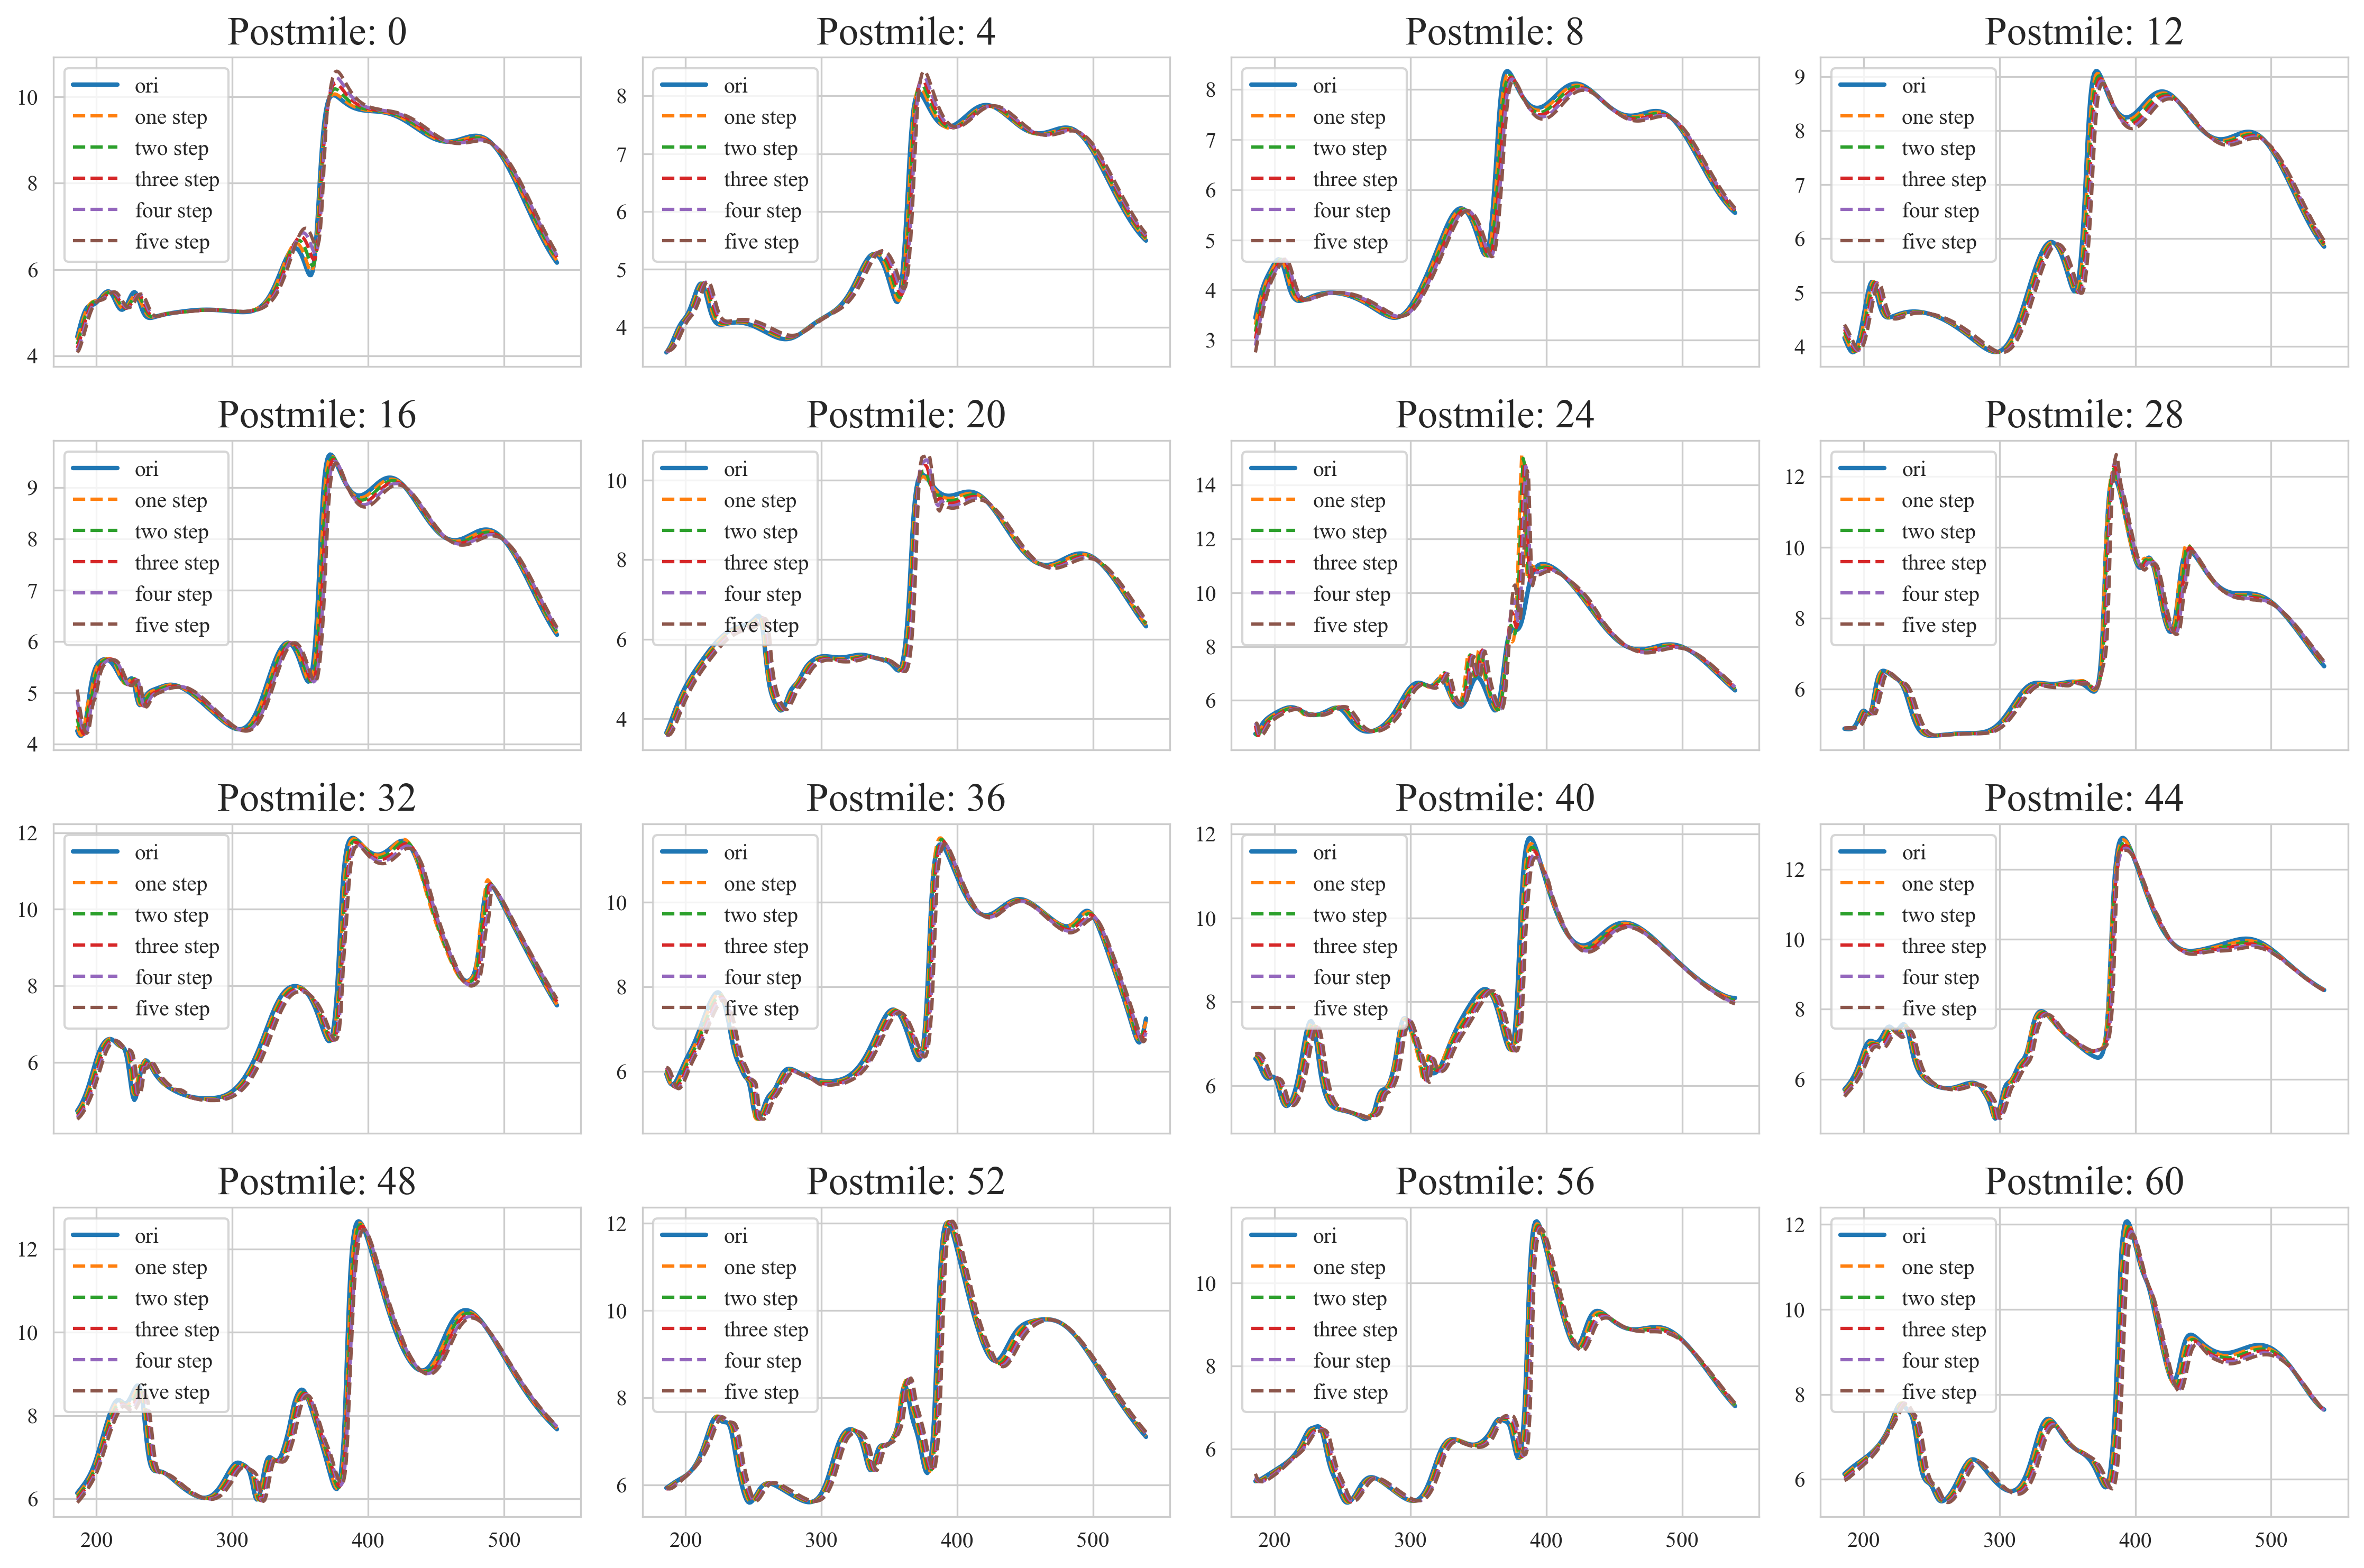 Postmile: 0
10
8
6
4
ori
one step
two step
three step
four step
five step
Postmile: 4
8
7
6
5
4
ori
one step
two step
three step
four step
five step
Postmile: 8
8
7
6
5
4
3
ori
one step
two step
three step
four step
five step
Postmile: 12
9
8
7
6
5
4
ori
one step
two step
three step
four step
five step
Postmile: 16
9
8
7
6
5
4
ori
one step
two step
three step
four step
five step
Postmile: 20
10
8
6
4
ori
one step
two step
three step
four step
five step
Postmile: 24
14
12
10
8
6
ori
one step
two step
three step
four step
five step
Postmile: 28
12
10
8
6
ori
one step
two step
three step
four step
five step
Postmile: 32
12
10
8
6
ori
one step
two step
three step
four step
five step
Postmile: 36
10
8
6
ori
one step
two step
three step
four step
five step
Postmile: 40
12
10
8
6
ori
one step
two step
three step
four step
five step
Postmile: 44
12
10
8
6
ori
one step
two step
three step
four step
five step
Postmile: 48
12
10
8
6
ori
one step
two step
three step
four step
five step
200 300 400 500
Postmile: 52
12
10
8
6
ori
one step
two step
three step
four step
five step
200 300 400 500
Postmile: 56
10
8
6
ori
one step
two step
three step
four step
five step
200 300 400 500
Postmile: 60
12
10
8
6
ori
one step
two step
three step
four step
five step
200 300 400 500